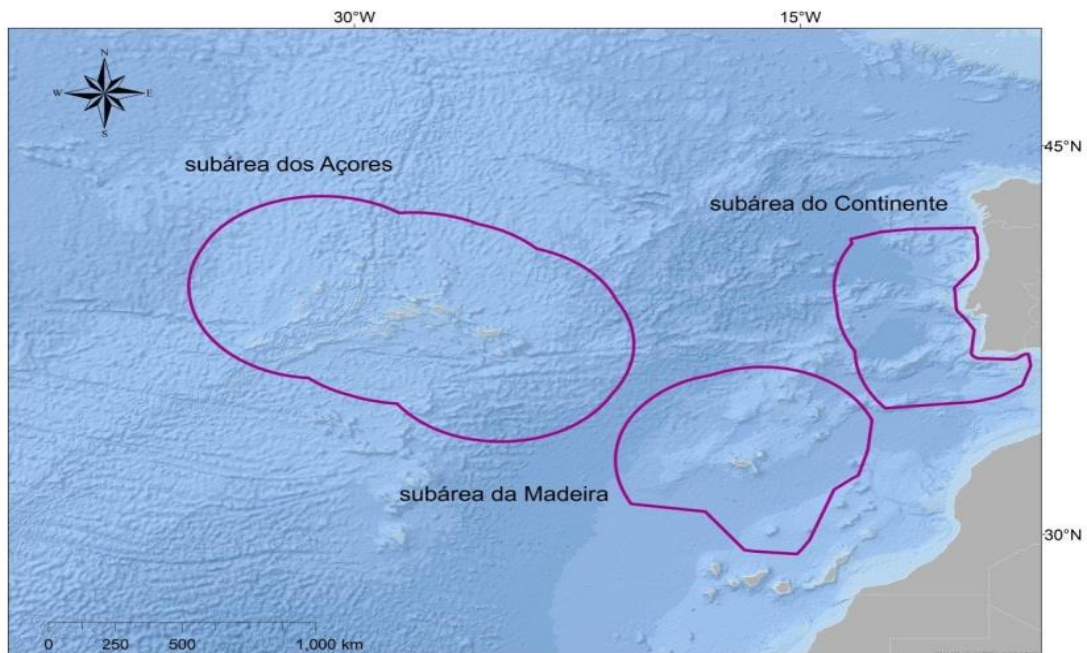 30°W
15°W
N
W
E
S
45°N
subárea dos Açores
subárea do Continente
subárea da Madeira
30°N
0
250
500
1,000 km